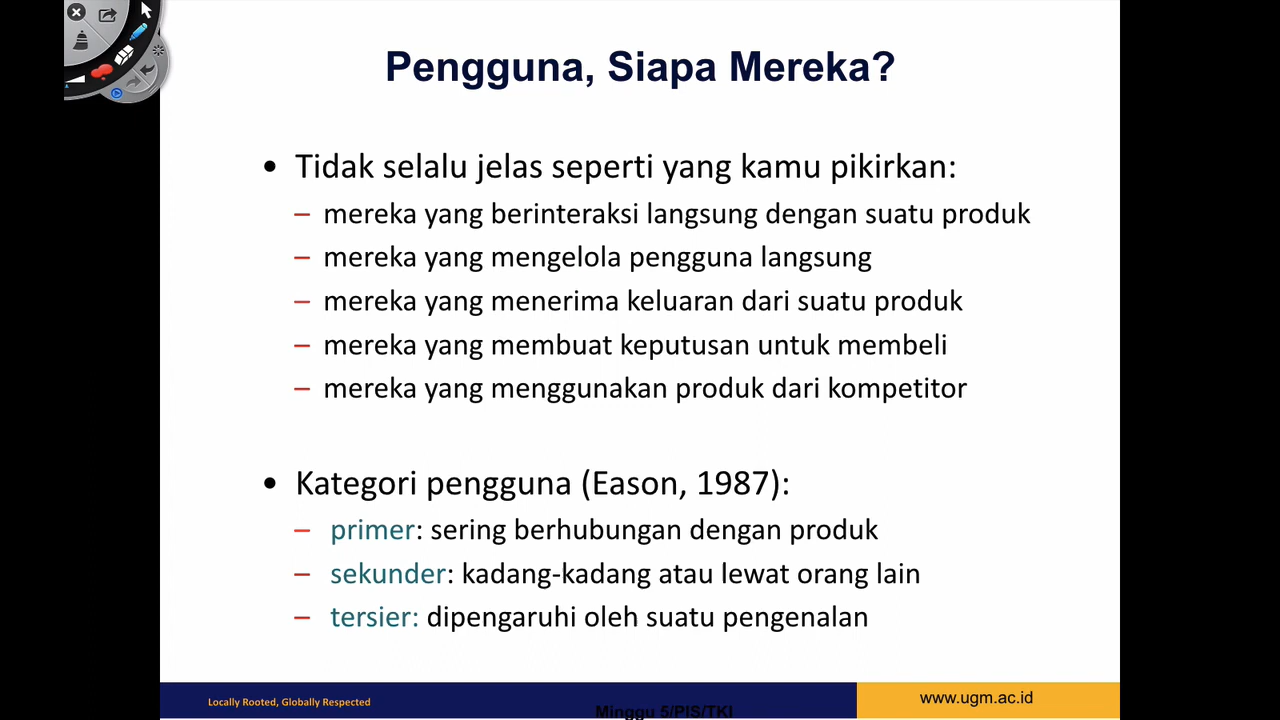 Pengguna, Siapa Mereka?
• Tidak selalu jelas seperti yang kamu pikirkan:
– mereka yang berinteraksi langsung dengan suatu produk
– mereka yang mengelola pengguna langsung
– mereka yang menerima keluaran dari suatu produk
– mereka yang membuat keputusan untuk membeli
– mereka yang menggunakan produk dari kompetitor
• Kategori pengguna (Eason, 1987):
– primer: sering berhubungan dengan produk
– sekunder: kadang-kadang atau lewat orang lain
– tersier: dipengaruhi oleh suatu pengenalan
Locally Rooted, Globally Respected
Minggu 5/PIS/TKI
www.ugm.ac.id